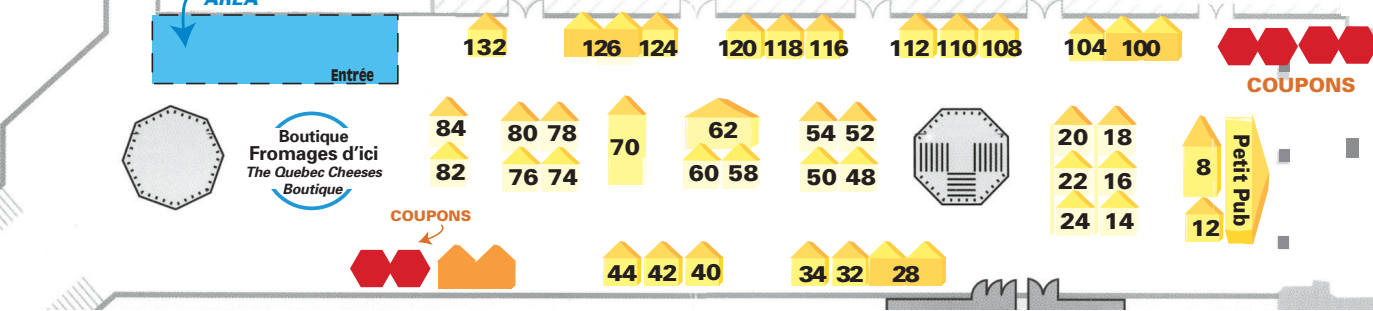 AREA
Entrée
132
126 124
120 118 116
112 110 108
104 100
COUPONS
Boutique
Fromages d'ici
The Quebec Cheeses
Boutique
84
82
80 78
76 74
70
62
60 58
54 52
50 48
20 18
22 16
24 14
8
12
Petit Pub
COUPONS
44 42 40
34 32 28